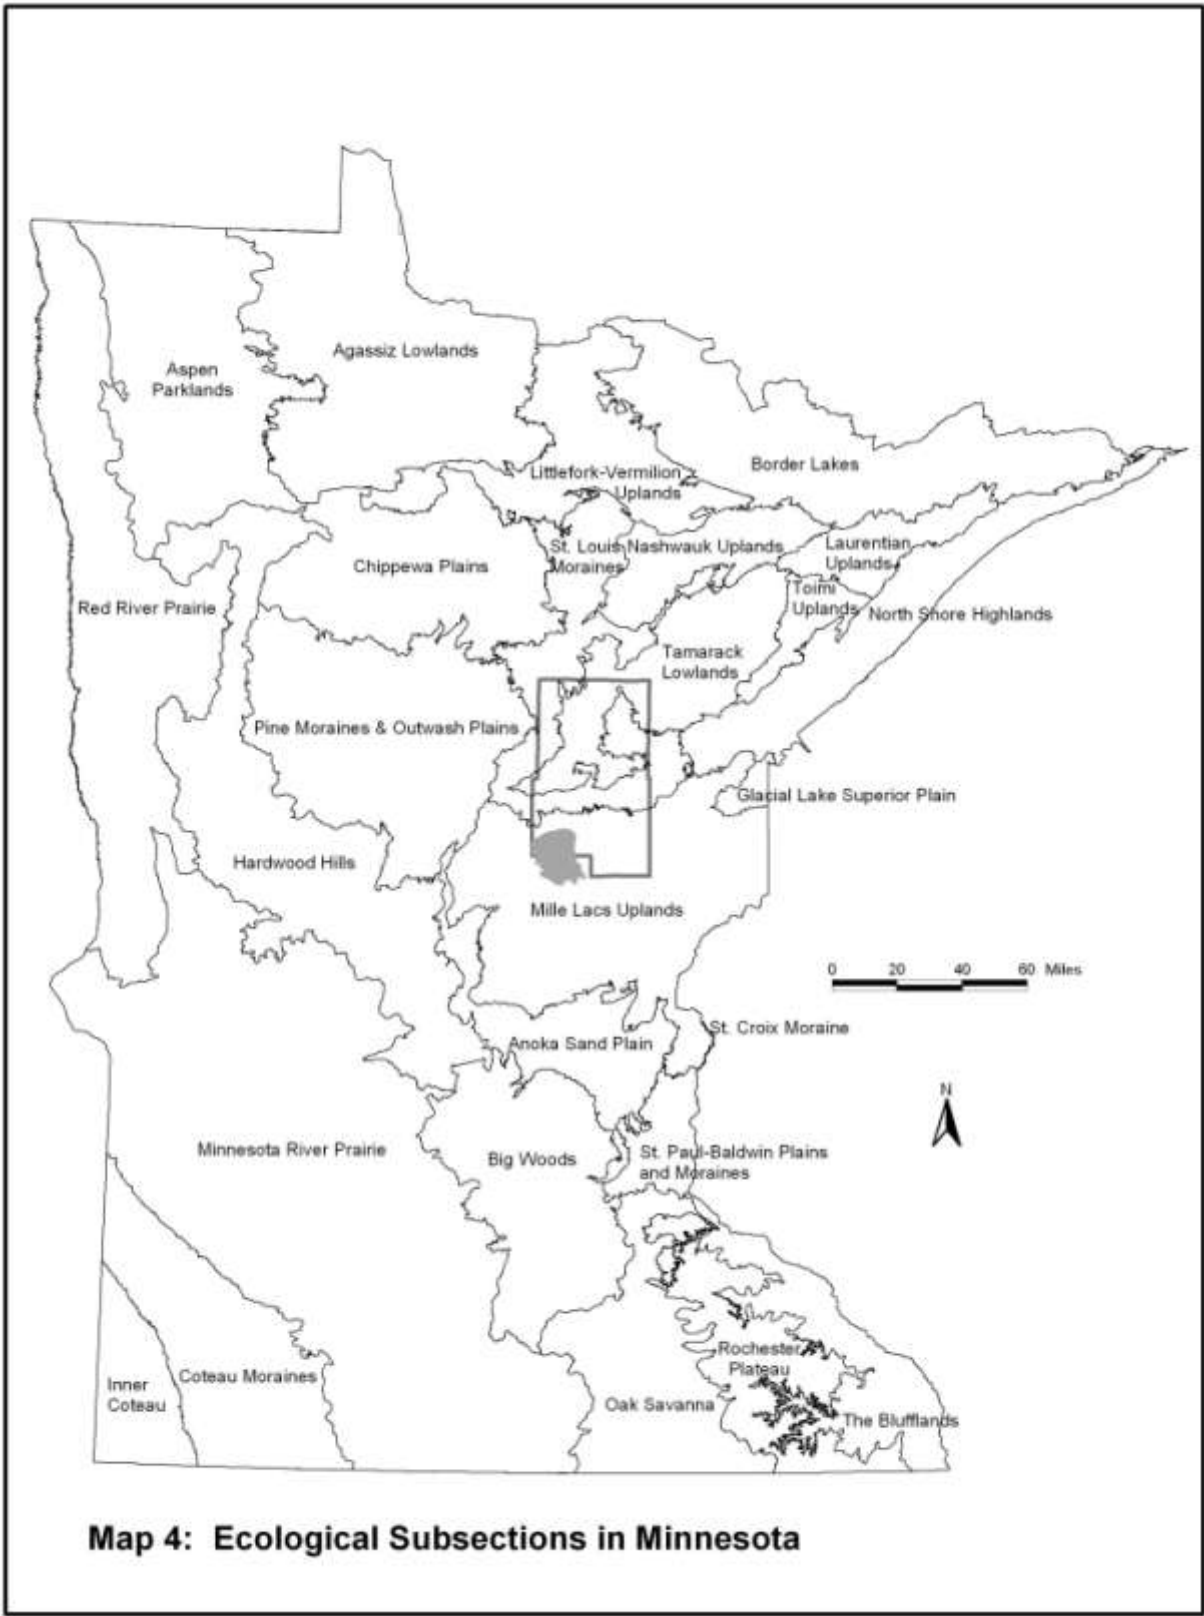 Agassiz Lowlands
Aspen
Parklands
Border Lakes
Littlefork-Vermilion
Uplands
St. Louis
Moraines
Nashwauk Uplands
Laurentian
Uplands
Chippewa Plains
Toimi
Uplands
Red River Prairie
North Shore Highlands
Tamarack
Lowlands
Pine Moraines & Outwash Plains
Glacial Lake Superior Plain
Hardwood Hills
Mille Lacs Uplands
0 20 40 60 Miles
St. Croix Moraine
Anoka Sand Plain
N
Minnesota River Prairie
Big Woods
St. Paul-Baldwin Plains
and Moraines
Rochester
Plateau
Inner
Coteau
Coteau Moraines
Oak Savanna
The Blufflands
Map 4: Ecological Subsections in Minnesota